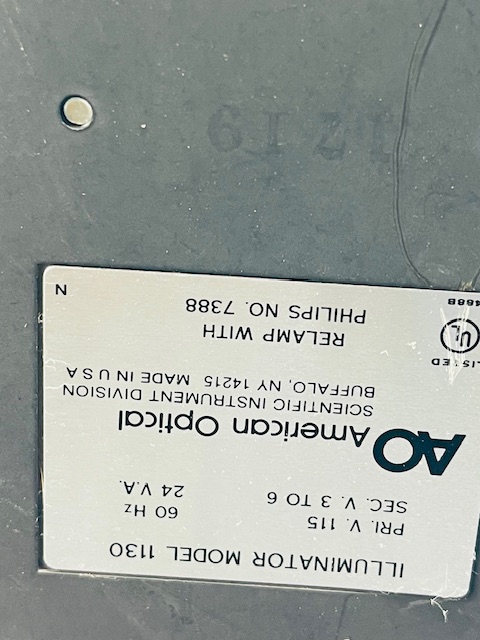 ILLUMINATOR MODEL 1130
PRI. V. 115 60 Hz
SEC. V. 3 TO 6 24 V.A.
AO American Optical
SCIENTIFIC INSTRUMENT DIVISION
BUFFALO, NY 14215 MADE IN U S A
LISTED
UL
RELAMP WITH
PHILIPS NO. 7388
N